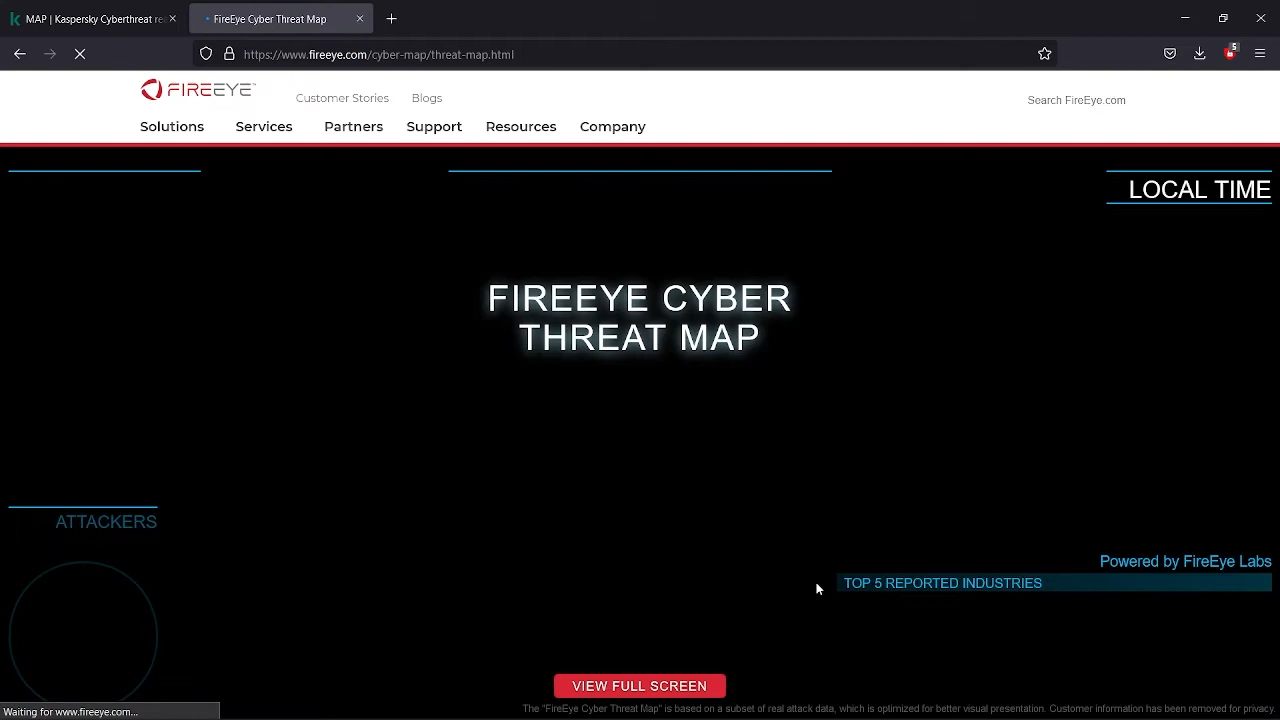 MAP | Kaspersky Cyberthreat re
FireEye Cyber Threat Map
5
https://www.fireeye.com/cyber-map/threat-map.html
FIREEYE™
Customer Stories
Blogs
Search FireEye.com
Solutions
Services
Partners
Support
Resources
Company
LOCAL TIME
FIREEYE CYBER
THREAT MAP
ATTACKERS
Powered by FireEye Labs
TOP 5 REPORTED INDUSTRIES
VIEW FULL SCREEN
Waiting for www.fireeye.com...
The "FireEye Cyber Threat Map" is based on a subset of real attack data, which is optimized for better visual presentation. Customer information has been removed for privacy.